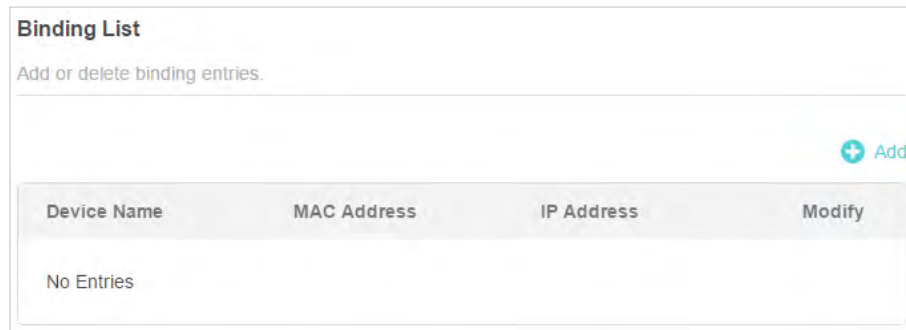 Binding List
Add or delete binding entries.
Add
Device Name MAC Address IP Address Modify
No Entries